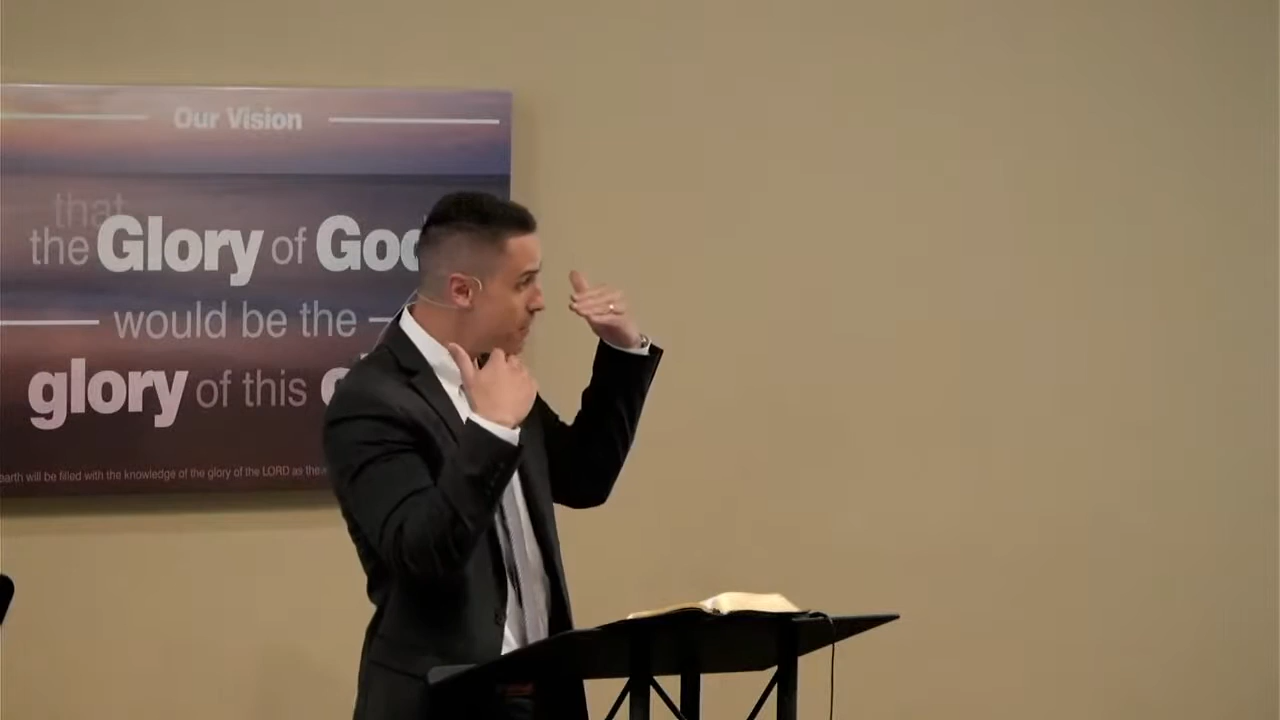 Our Vision
that
the Glory of God
would be the
glory of this
earth will be filled with the knowledge of the glory of the LORD as the